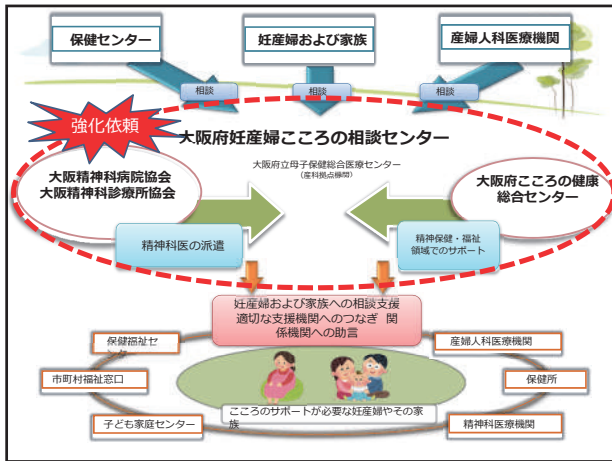 保健センター
妊産婦および家族
産婦人科医療機関
相談
相談
相談
強化依頼
大阪府妊産婦こころの相談センター
大阪府立母子保健総合医療センター
（産科拠点機関）
大阪精神科病院協会
大阪精神科診療所協会
大阪府こころの健康
総合センター
精神科医の派遣
精神保健・福祉
領域でのサポート
妊産婦および家族への相談支援
適切な支援機関へのつなぎ 関
係機関への助言
保健福祉セ
ンター
産婦人科医療機関
市町村福祉窓口
保健所
こころのサポートが必要な妊産婦やその家
族
子ども家庭センター
精神科医療機関